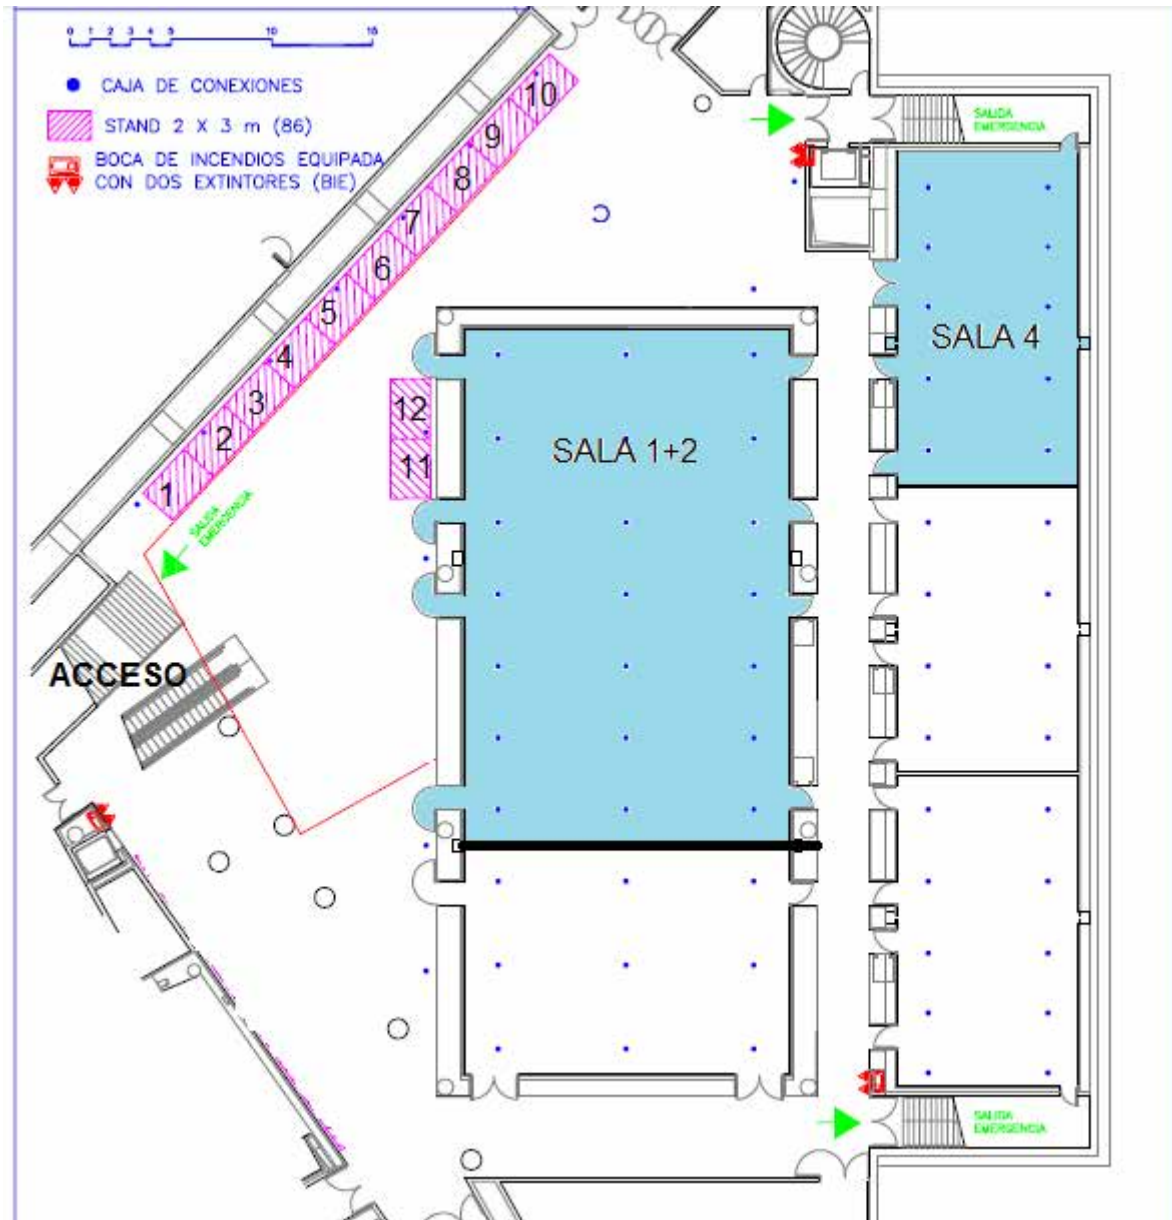 0 1 2 3 4 5 10 15
CAJA DE CONEXIONES
STAND 2 X 3 m (86)
BOCA DE INCENDIOS EQUIPADA
CON DOS EXTINTORES (BIE)
10
9
8
7
6
5
4
3
2
1
SALIDA
EMERGENCIA
SALA 4
12
11
SALA 1+2
SALIDA
EMERGENCIA
ACCESO
SALIDA
EMERGENCIA